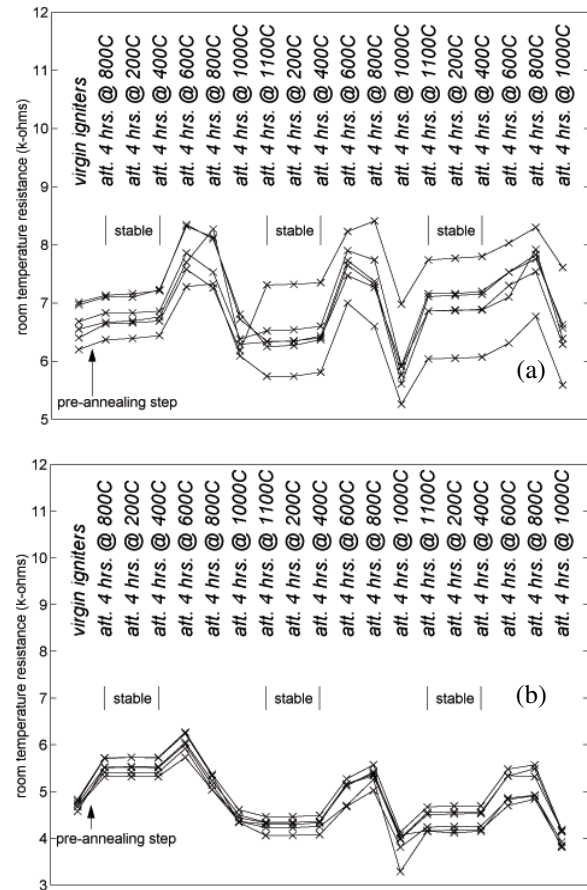 12
11
10
9
8
7
6
5
room temperature resistance (k-ohms)
virgin igniters
att. 4 hrs. @ 800C
att. 4 hrs. @ 200C
att. 4 hrs. @ 400C
att. 4 hrs. @ 600C
att. 4 hrs. @ 800C
att. 4 hrs. @ 1000C
att. 4 hrs. @ 1100C
att. 4 hrs. @ 200C
att. 4 hrs. @ 400C
att. 4 hrs. @ 600C
att. 4 hrs. @ 800C
att. 4 hrs. @ 1000C
att. 4 hrs. @ 1100C
att. 4 hrs. @ 200C
att. 4 hrs. @ 400C
att. 4 hrs. @ 600C
att. 4 hrs. @ 800C
att. 4 hrs. @ 1000C
stable
stable
stable
pre-annealing step
(a)
12
11
10
9
8
7
6
5
4
3
room temperature resistance (k-ohms)
virgin igniters
att. 4 hrs. @ 800C
att. 4 hrs. @ 200C
att. 4 hrs. @ 400C
att. 4 hrs. @ 600C
att. 4 hrs. @ 800C
att. 4 hrs. @ 1000C
att. 4 hrs. @ 1100C
att. 4 hrs. @ 200C
att. 4 hrs. @ 400C
att. 4 hrs. @ 600C
att. 4 hrs. @ 800C
att. 4 hrs. @ 1000C
att. 4 hrs. @ 1100C
att. 4 hrs. @ 200C
att. 4 hrs. @ 400C
att. 4 hrs. @ 600C
att. 4 hrs. @ 800C
att. 4 hrs. @ 1000C
stable
stable
stable
(b)
pre-annealing step